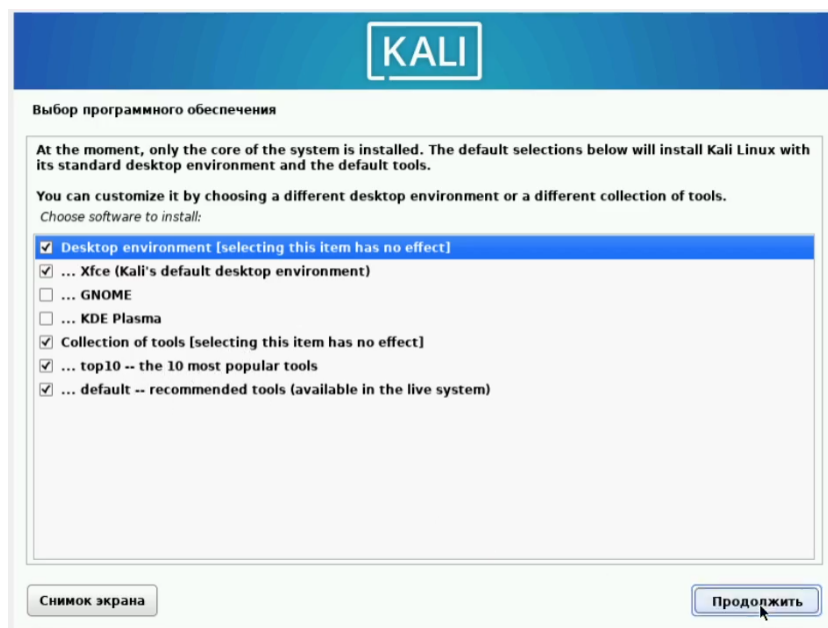 KALI
Выбор программного обеспечения
At the moment, only the core of the system is installed. The default selections below will install Kali Linux with
its standard desktop environment and the default tools.
You can customize it by choosing a different desktop environment or a different collection of tools.
Choose software to install:
Desktop environment [selecting this item has no effect]
... Xfce (Kali's default desktop environment)
... GNOME
... KDE Plasma
Collection of tools [selecting this item has no effect]
... top10 -- the 10 most popular tools
... default -- recommended tools (available in the live system)
Снимок экрана
Продолжить